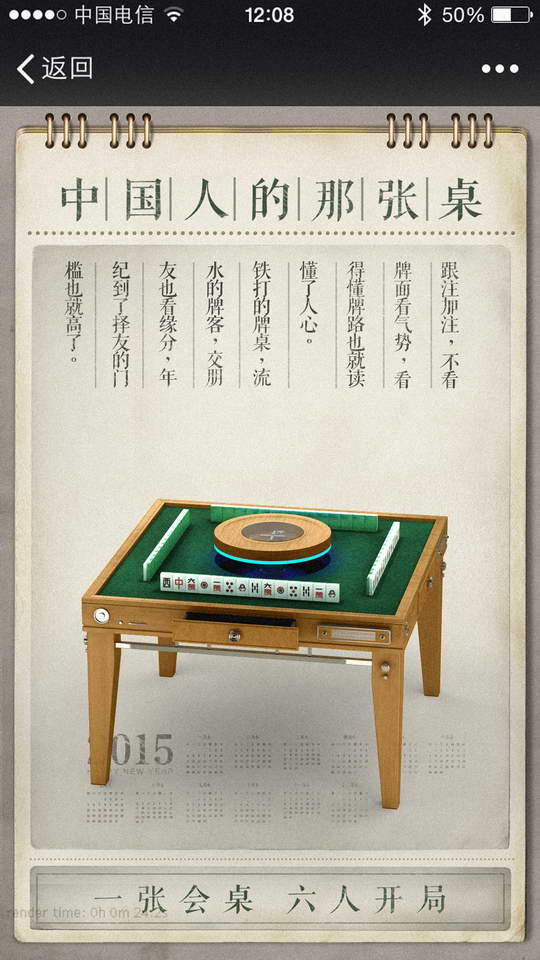 中国电信
12:08
50%
返回
中国人的那张桌
跟注加注，不看
牌面看气势，看
得懂牌路也就读
懂了人心。
铁打的牌桌，流
水的牌客，交朋
友也看缘分，年
纪到了择友的门
槛也就高了。
2015
HAPPY NEW YEAR
一张会桌 六人开局
render time: 0h 0m 24.2s